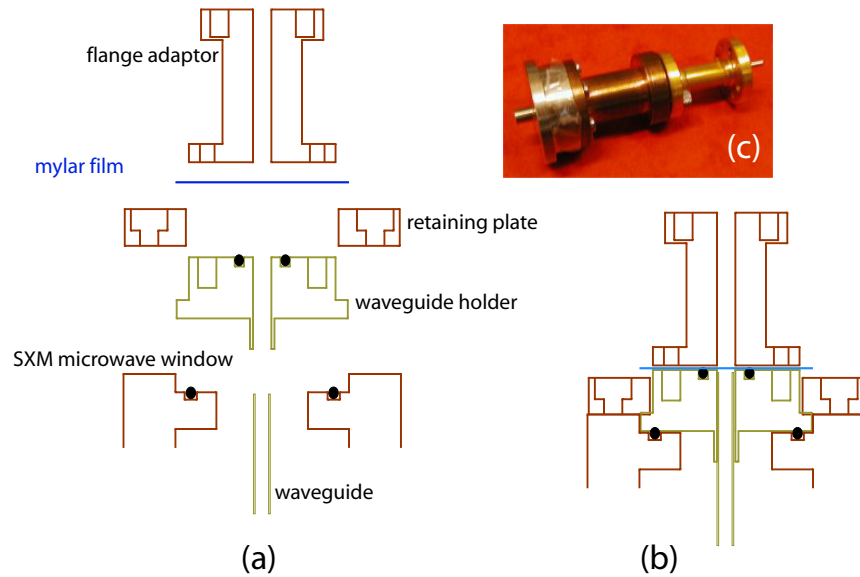 flange adaptor
(c)
mylar film
retaining plate
waveguide holder
SXM microwave window
waveguide
(a)
(b)